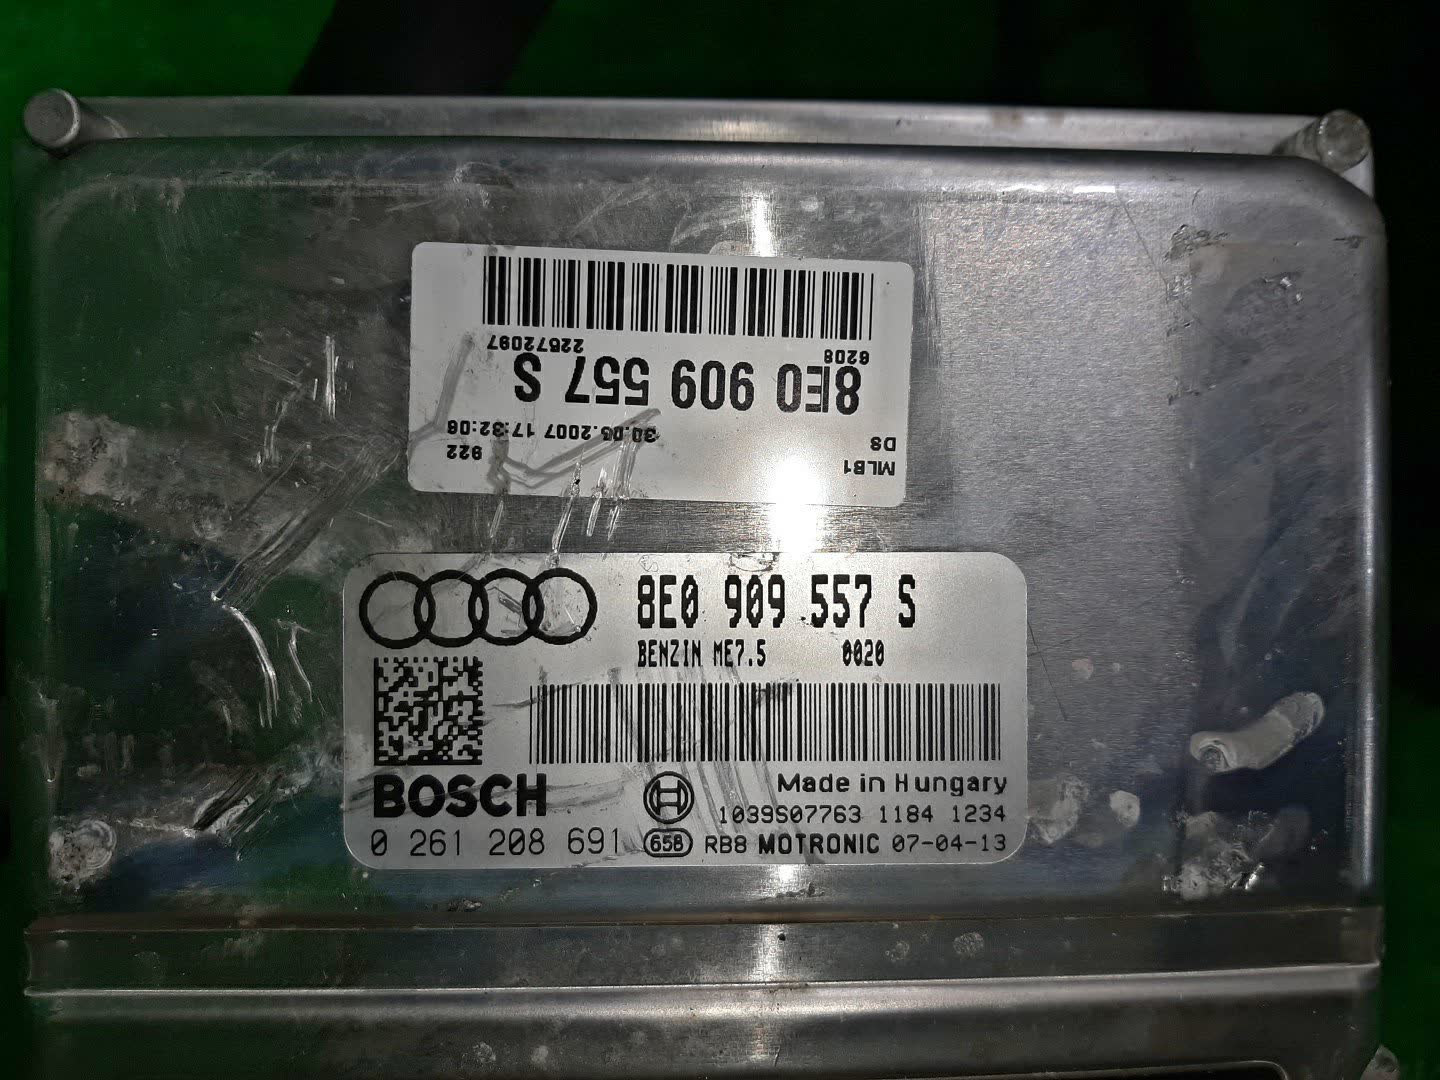 MLB1
D8
922
30.05.2007 17:32:08
8E0 909 557 S
6208
22572097
8E0 909 557 S
BENZIN ME7.5 0020
BOSCH
Made in Hungary
1039S07763 1184 1234
0 261 208 691 658 RB8 MOTRONIC 07-04-13